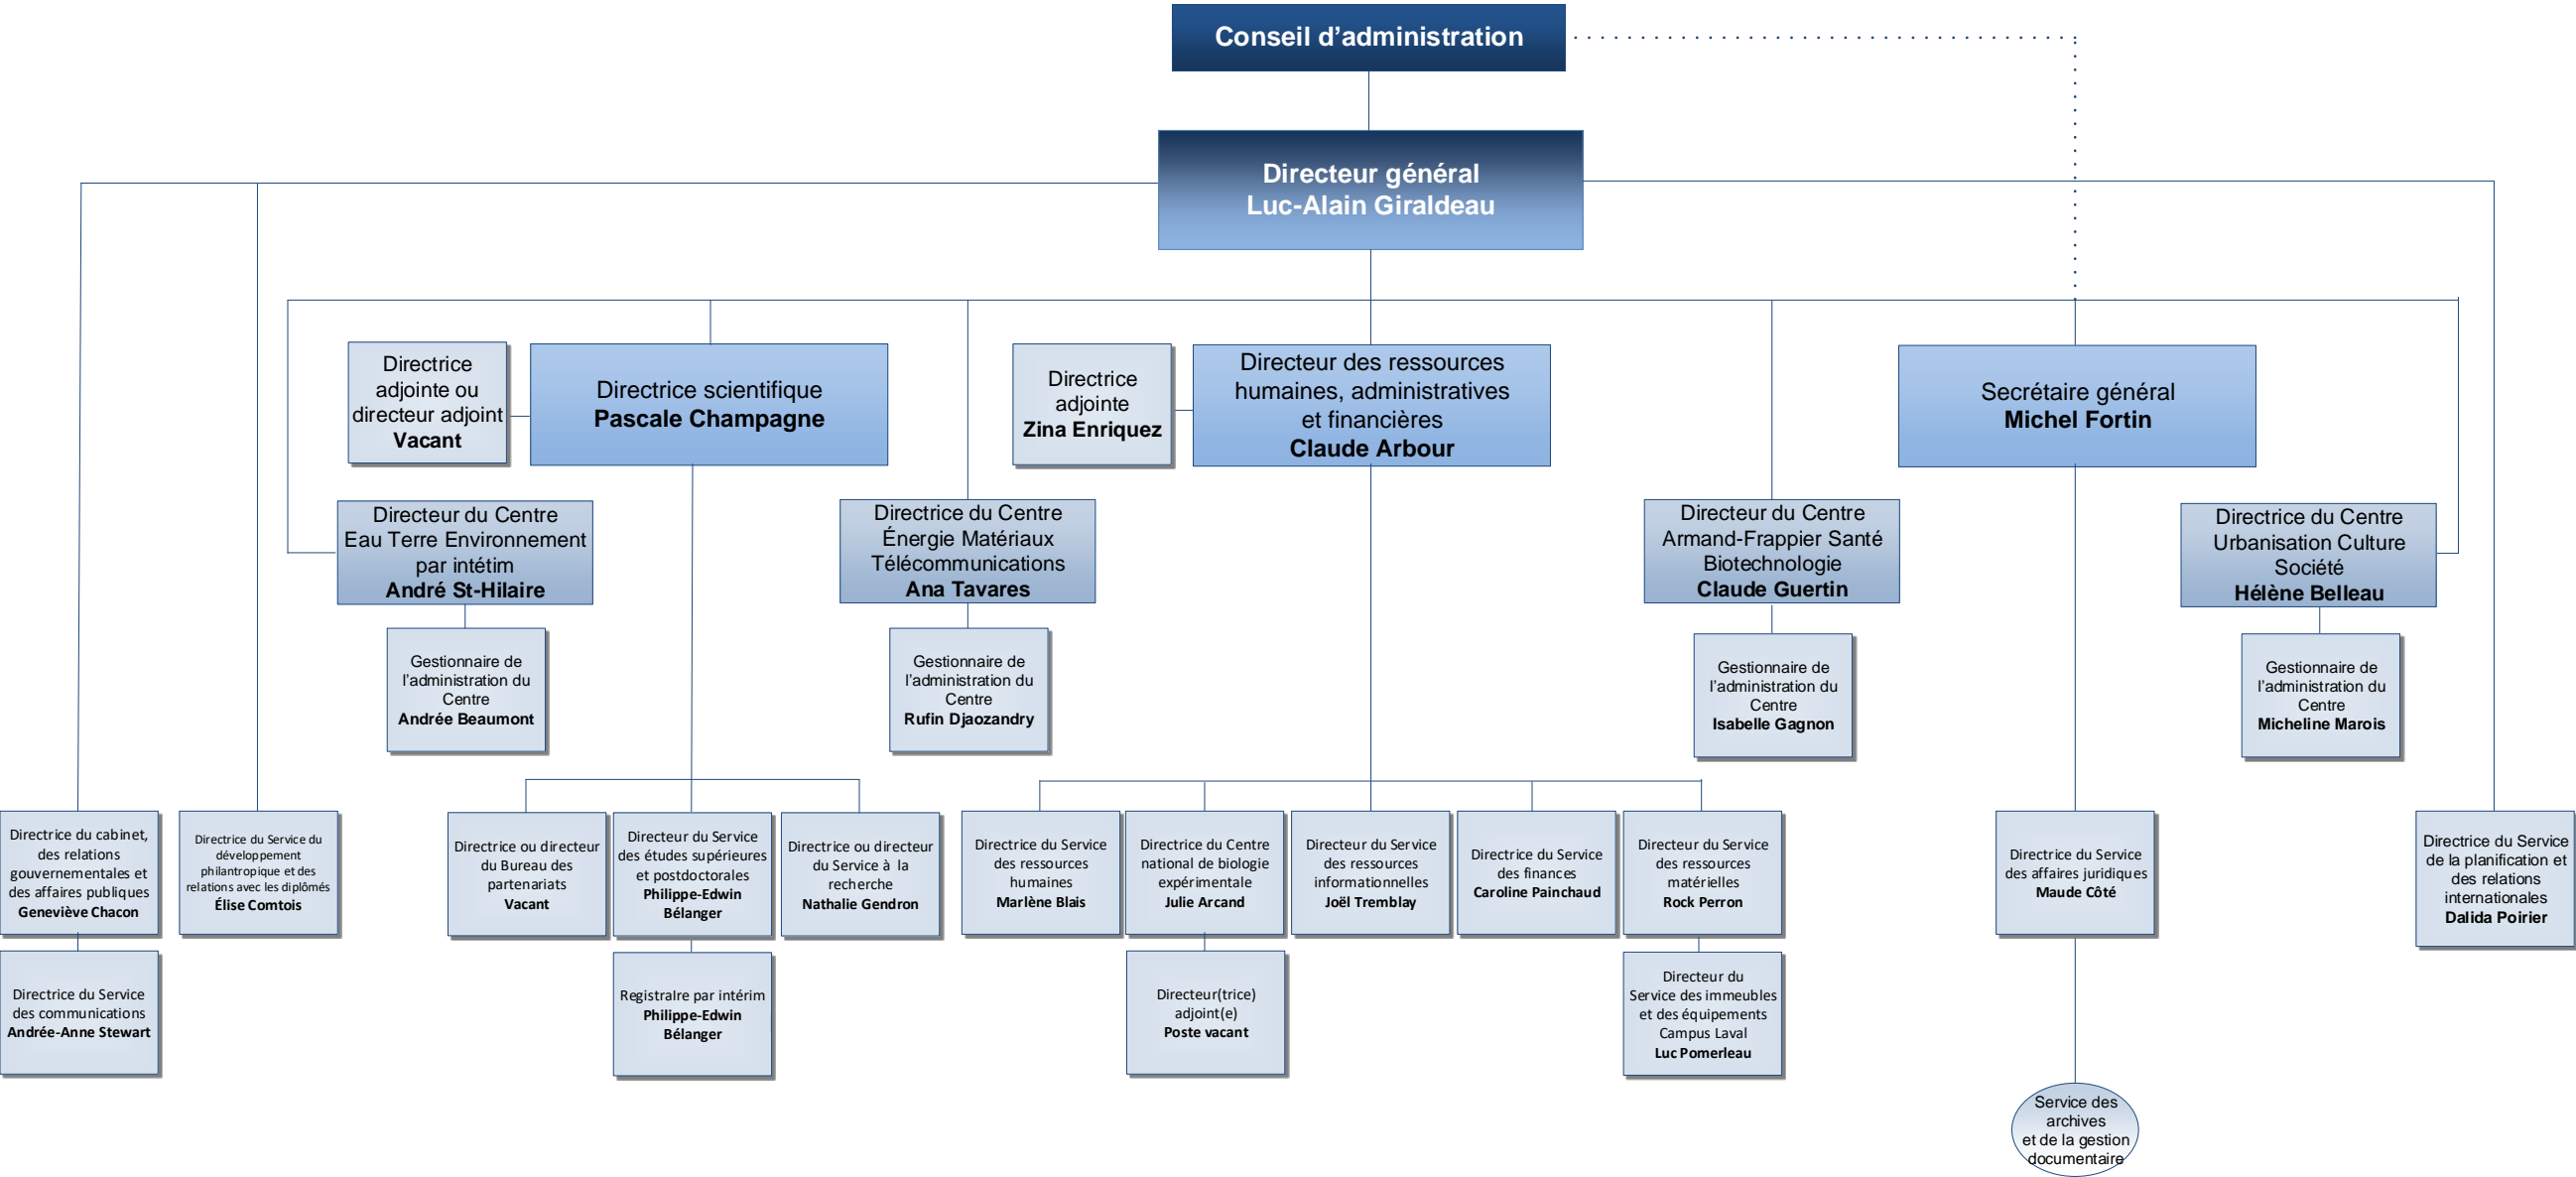 Conseil d’administration
Directeur général
Luc-Alain Giraldeau
Directrice
adjointe ou
directeur adjoint
Vacant
Directrice scientifique
Pascale Champagne
Directrice
adjointe
Zina Enriquez
Directeur des ressources
humaines, administratives
et financières
Claude Arbour
Secrétaire général
Michel Fortin
Directeur du Centre
Eau Terre Environnement
par intétim
André St-Hilaire
Directrice du Centre
Énergie Matériaux
Télécommunications
Ana Tavares
Directeur du Centre
Armand-Frappier Santé
Biotechnologie
Claude Guertin
Directrice du Centre
Urbanisation Culture
Société
Hélène Belleau
Gestionnaire de
l’administration du
Centre
Andrée Beaumont
Gestionnaire de
l’administration du
Centre
Rufin Djaozandry
Gestionnaire de
l’administration du
Centre
Isabelle Gagnon
Gestionnaire de
l’administration du
Centre
Micheline Marois
Directrice du cabinet,
des relations
gouvernementales et
des affaires publiques
Geneviève Chacon
Directrice du Service du
développement
philantropique et des
relations avec les diplômés
Élise Comtois
Directrice ou directeur
du Bureau des
partenariats
Vacant
Directeur du Service
des études supérieures
et postdoctorales
Philippe-Edwin
Bélanger
Directrice ou directeur
du Service à la
recherche
Nathalie Gendron
Directrice du Service
des ressources
humaines
Marlène Blais
Directrice du Centre
national de biologie
expérimentale
Julie Arcand
Directeur du Service
des ressources
informationnelles
Joël Tremblay
Directrice du Service
des finances
Caroline Painchaud
Directeur du Service
des ressources
matérielles
Rock Perron
Directrice du Service
des affaires juridiques
Maude Côté
Directrice du Service
de la planification et
des relations
internationales
Dalida Poirier
Directrice du Service
des communications
Andrée-Anne Stewart
RegistraIre par intérim
Philippe-Edwin
Bélanger
Directeur(trice)
adjoint(e)
Poste vacant
Directeur du
Service des immeubles
et des équipements
Campus Laval
Luc Pomerleau
Service des
archives
et de la gestion
documentaire